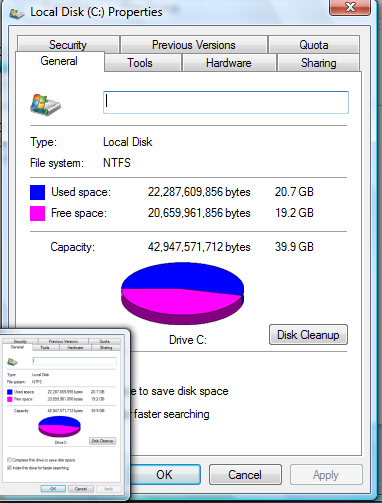 Local Disk (C:) Properties
Security Previous Versions Quota
General Tools Hardware Sharing
Type: Local Disk
File system: NTFS
Used space: 22,287,609,856 bytes 20.7 GB
Free space: 20,659,961,856 bytes 19.2 GB
Capacity: 42,947,571,712 bytes 39.9 GB
Drive C: Disk Cleanup
e to save disk space
faster searching
OK Cancel Apply
Security Previous Versions Quota
General Tools Hardware Sharing
Type: Local Disk
File system: NTFS
Used space: 22,287,609,856 bytes 20.7 GB
Free space: 20,659,961,856 bytes 19.2 GB
Capacity: 42,947,571,712 bytes 39.9 GB
Drive C: Disk Cleanup
Compress this drive to save disk space
Index this drive for faster searching
OK Cancel Apply